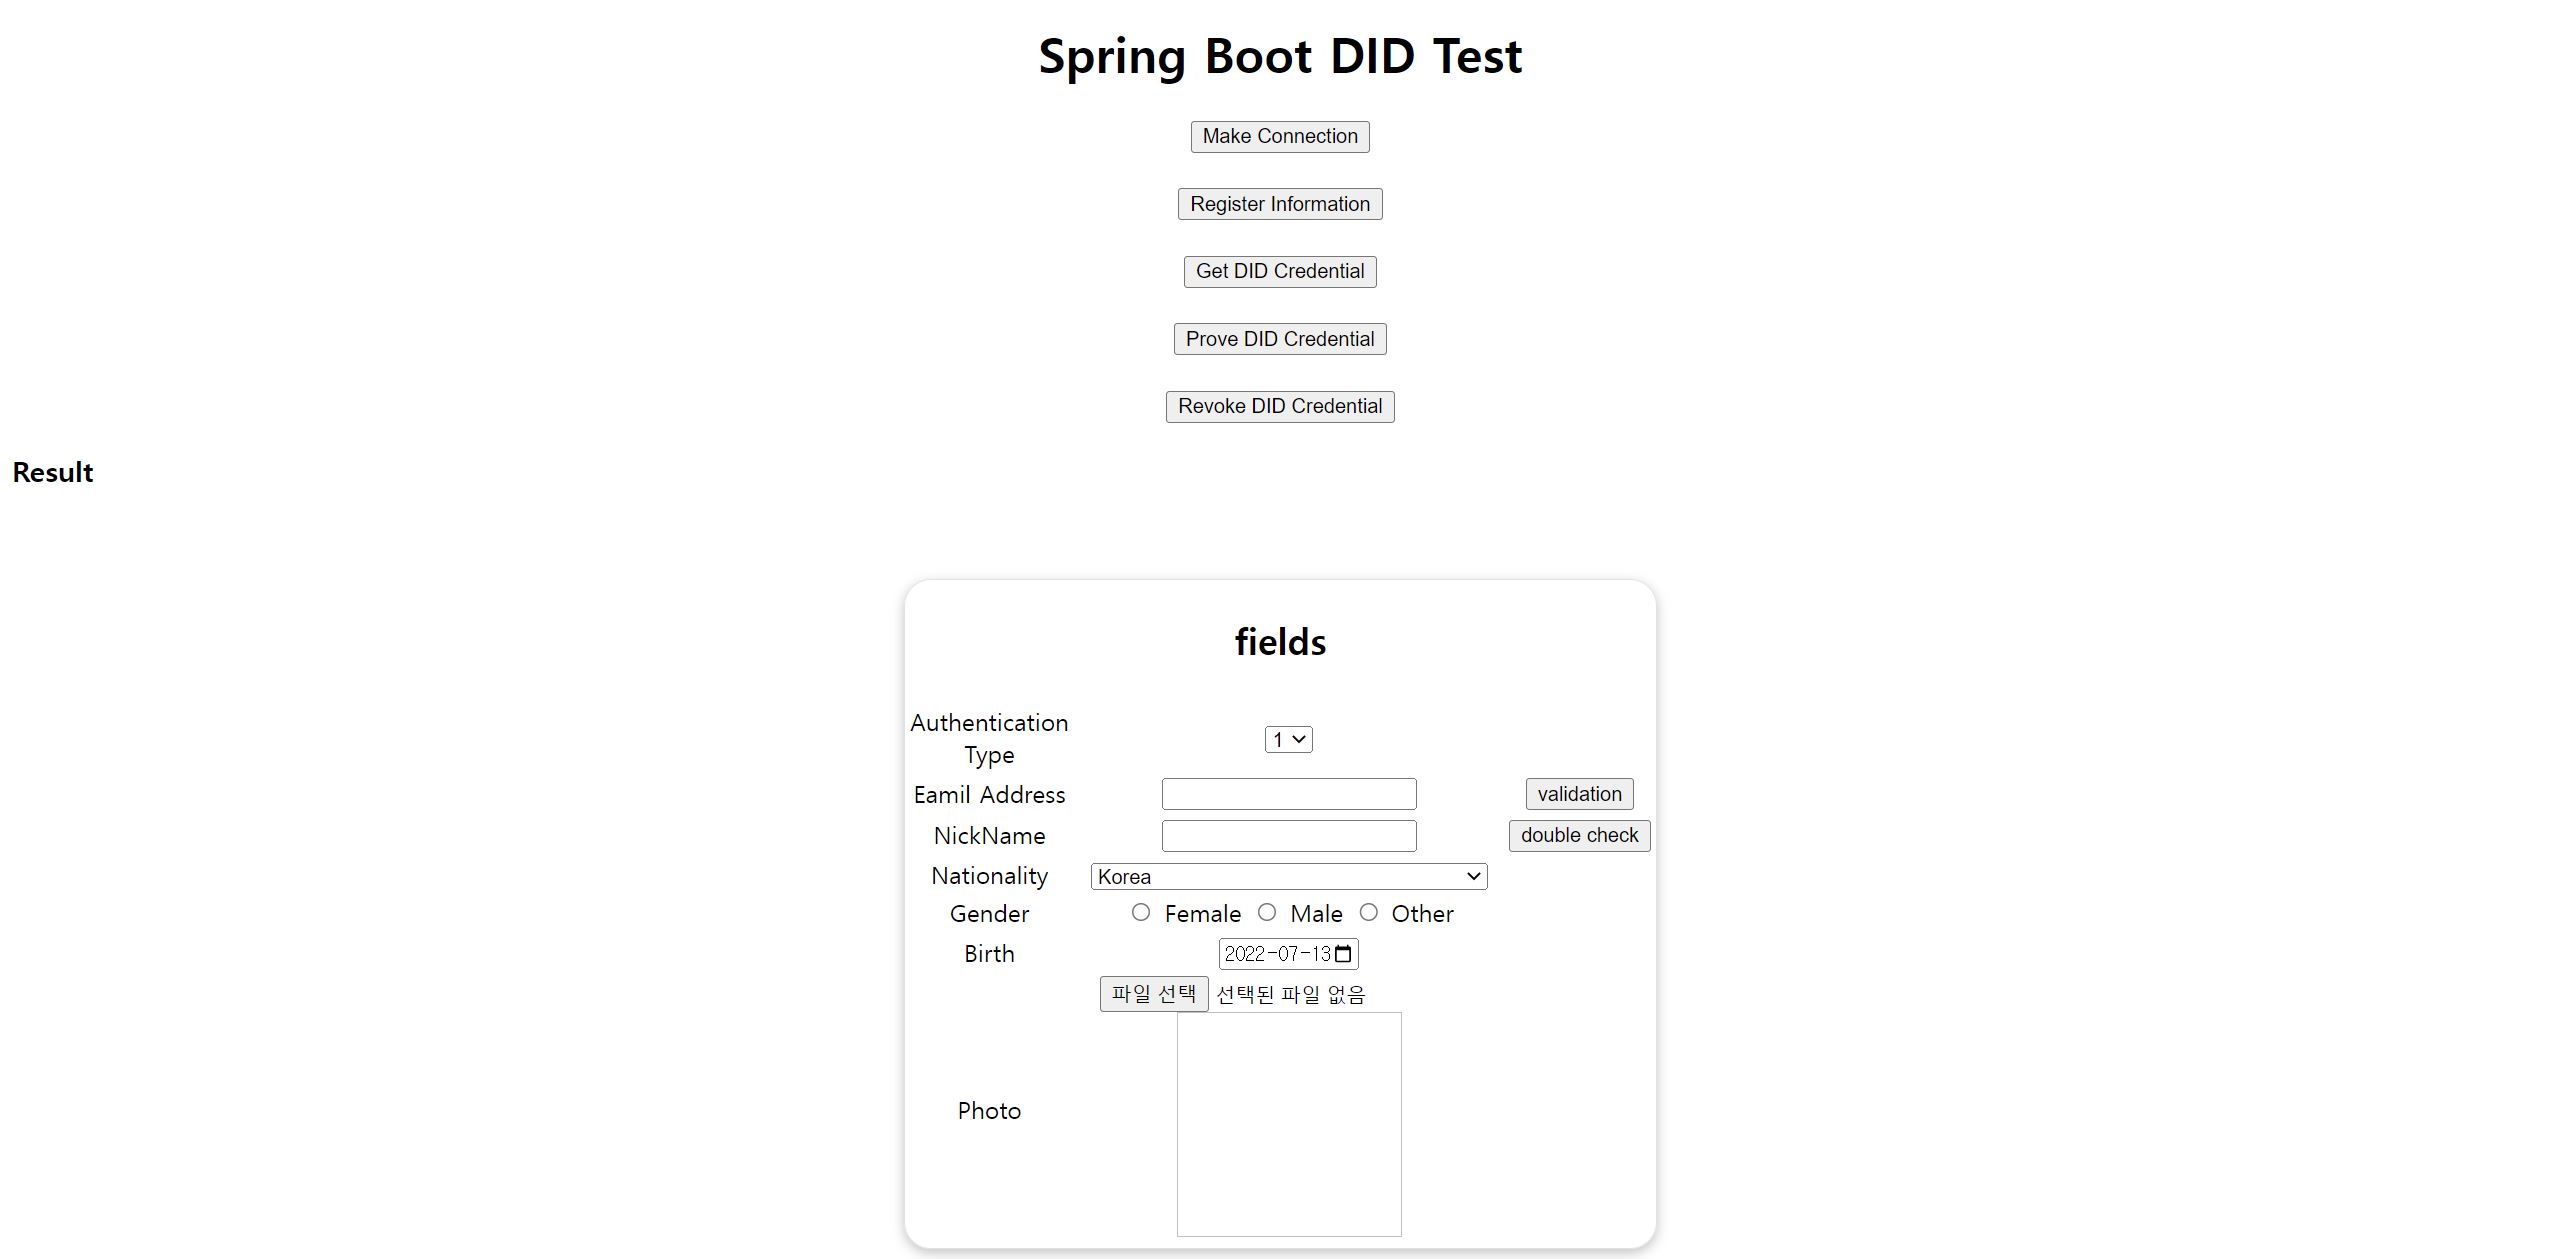 Spring Boot DID Test
Make Connection
Register Information
Get DID Credential
Prove DID Credential
Revoke DID Credential
Result
fields
Authentication
Type
1
Eamil Address
validation
NickName
double check
Nationality
Korea
Gender
Female Male Other
Birth
2022-07-13
파일 선택 선택된 파일 없음
Photo